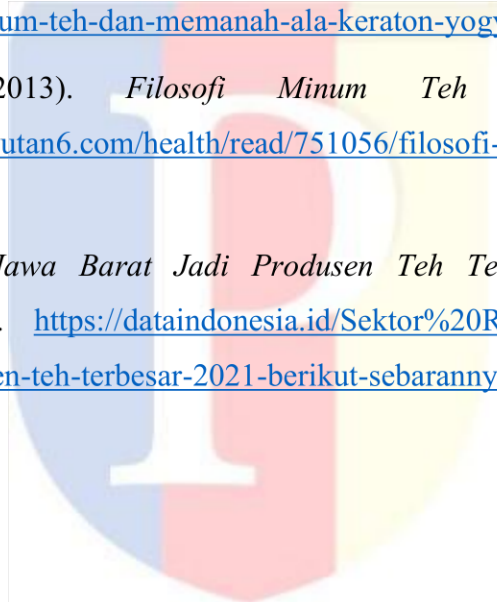 um-teh-dan-memanah-ala-keraton-yogy
2013). Filosofi Minum Teh
utan6.com/health/read/751056/filosofi-
Jawa Barat Jadi Produsen Teh Te
. https://dataindonesia.id/Sektor%20R
en-teh-terbesar-2021-berikut-sebarannya
P